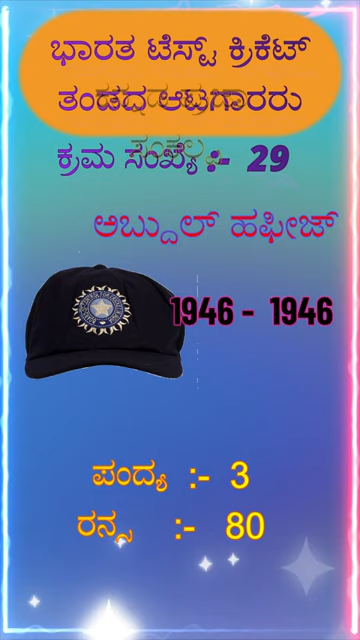 ಭಾರತ ಟೆಸ್ಟ್ ಕ್ರಿಕೆಟ್
ತಂಡದ ಆಟಗಾರರು
ಕ್ರಮ ಸಂಖ್ಯೆ :- 29
ಅಬ್ದುಲ್ ಹಫೀಜ್
1946 - 1946
ಪಂದ್ಯ :- 3
ರನ್ಸ :- 80